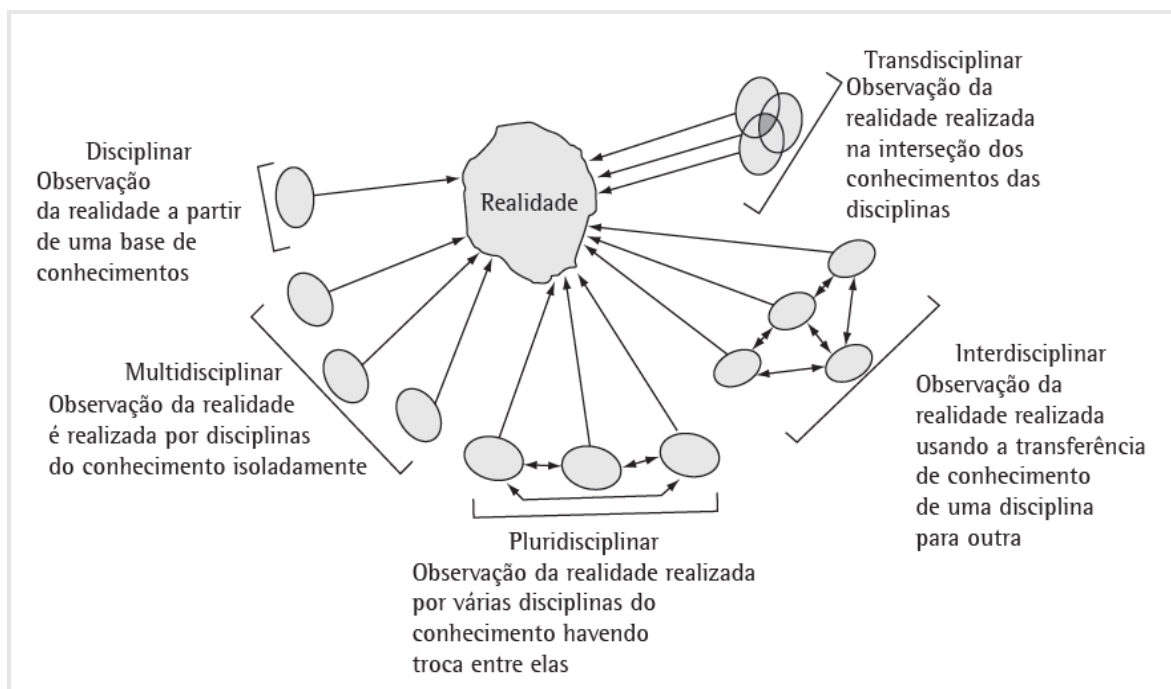 Transdisciplinar
Observação da
realidade realizada
na interseção dos
conhecimentos das
disciplinas
Disciplinar
Observação
da realidade a partir
de uma base de
conhecimentos
Realidade
Multidisciplinar
Observação da realidade
é realizada por disciplinas
do conhecimento isoladamente
Interdisciplinar
Observação da
realidade realizada
usando a transferência
de conhecimento
de uma disciplina
para outra
Pluridisciplinar
Observação da realidade realizada
por várias disciplinas do
conhecimento havendo
troca entre elas